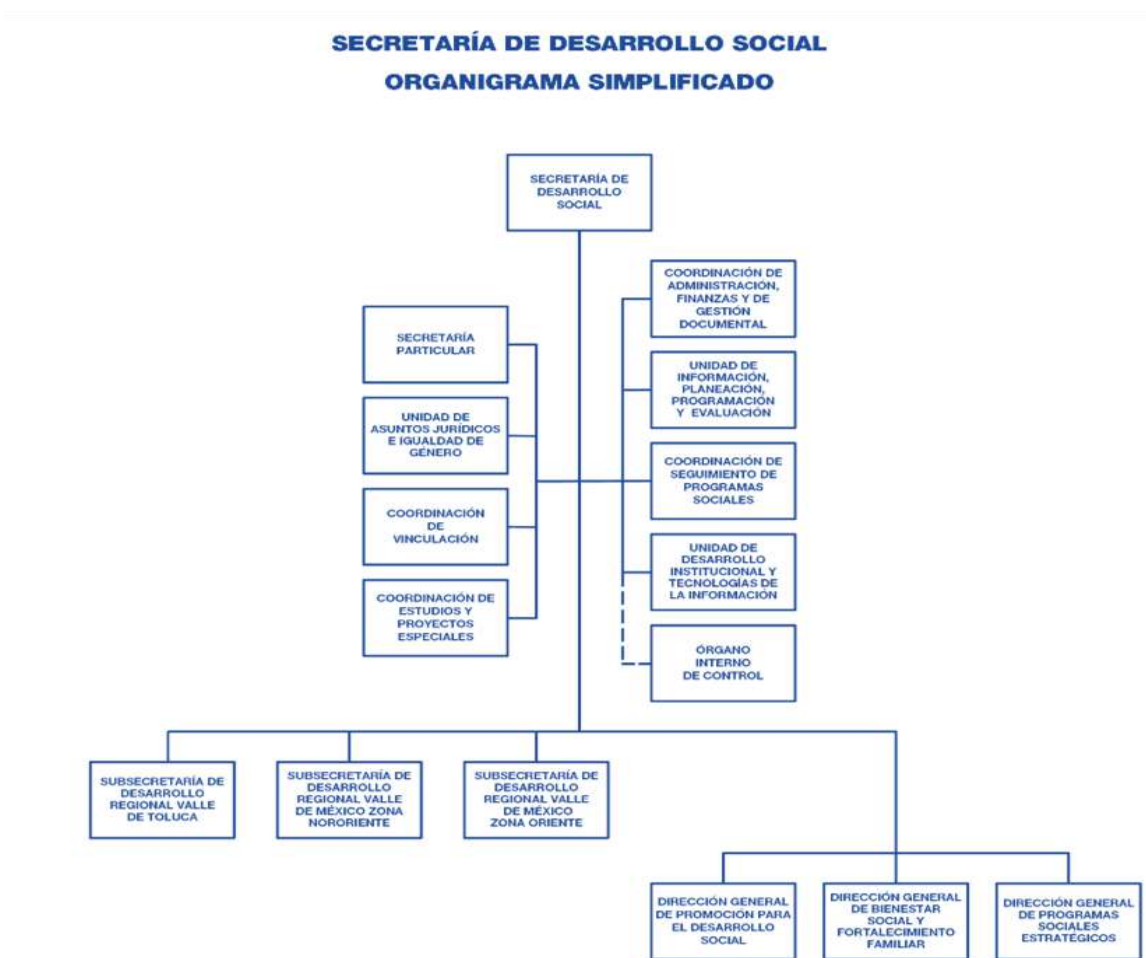 SECRETARÍA DE DESARROLLO SOCIAL
ORGANIGRAMA SIMPLIFICADO
SECRETARÍA DE
DESARROLLO
SOCIAL
SECRETARÍA
PARTICULAR
UNIDAD DE
ASUNTOS JURÍDICOS
E IGUALDAD DE
GÉNERO
COORDINACIÓN
DE
VINCULACIÓN
COORDINACIÓN DE
ESTUDIOS Y
PROYECTOS
ESPECIALES
COORDINACIÓN DE
ADMINISTRACIÓN,
FINANZAS Y DE
GESTIÓN
DOCUMENTAL
UNIDAD DE
INFORMACIÓN,
PLANEACIÓN,
PROGRAMACIÓN
Y EVALUACIÓN
COORDINACIÓN DE
SEGUIMIENTO DE
PROGRAMAS
SOCIALES
UNIDAD DE
DESARROLLO
INSTITUCIONAL Y
TECNOLOGÍAS DE
LA INFORMACIÓN
ÓRGANO
INTERNO
DE CONTROL
SUBSECRETARÍA DE
DESARROLLO
REGIONAL VALLE
DE TOLUCA
SUBSECRETARÍA DE
DESARROLLO
REGIONAL VALLE
DE MÉXICO ZONA
NORORIENTE
SUBSECRETARÍA DE
DESARROLLO
REGIONAL VALLE
DE MÉXICO
ZONA ORIENTE
DIRECCIÓN GENERAL
DE PROMOCIÓN PARA
EL DESARROLLO
SOCIAL
DIRECCIÓN GENERAL
DE BIENESTAR
SOCIAL Y
FORTALECIMIENTO
FAMILIAR
DIRECCIÓN GENERAL
DE PROGRAMAS
SOCIALES
ESTRATÉGICOS